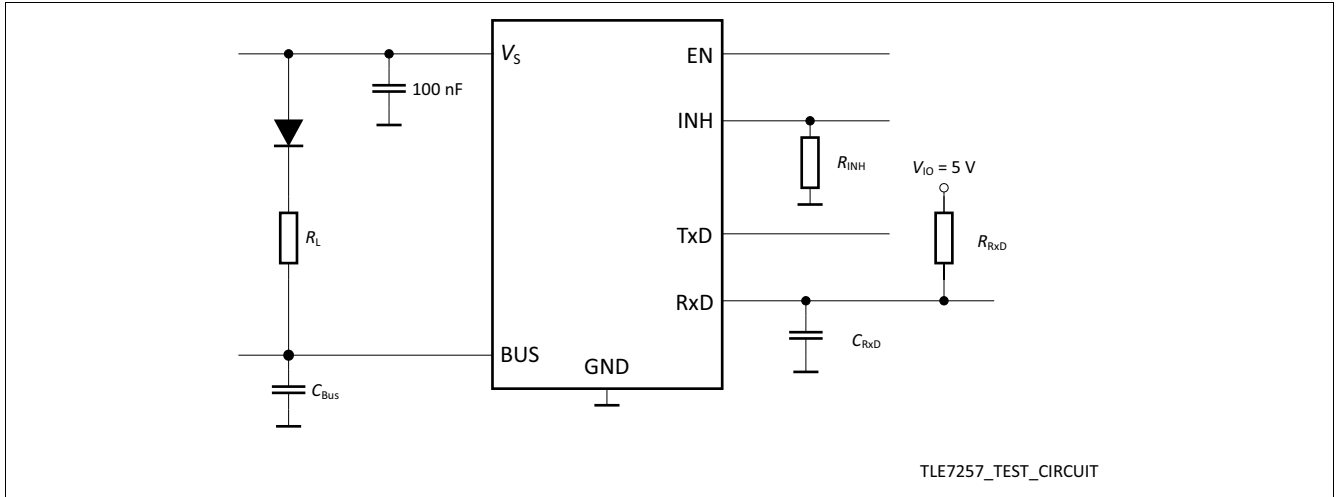 VS
EN
100 nF
INH
RINH
VIO = 5 V
RL
TxD
RRxD
RxD
CRxD
BUS
GND
CBus
TLE7257_TEST_CIRCUIT